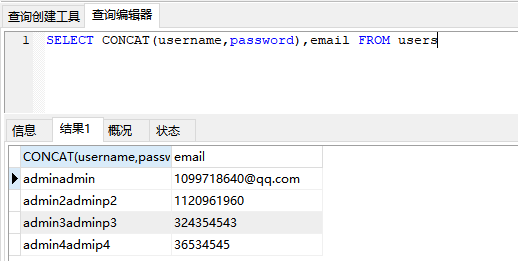 查询创建工具 查询编辑器
1 SELECT CONCAT(username,password),email FROM users
信息 结果1 概况 状态
CONCAT(username,passw email
adminadmin 1099718640@qq.com
admin2adminp2 1120961960
admin3adminp3 324354543
admin4admip4 36534545